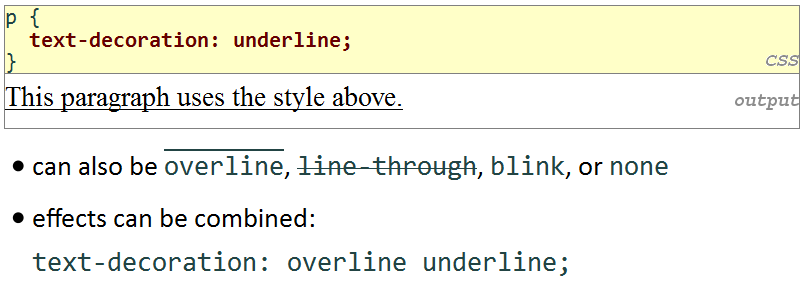 p {
  text-decoration: underline;
}
CSS
This paragraph uses the style above.
output
• can also be overline, line-through, blink, or none
• effects can be combined:
text-decoration: overline underline;